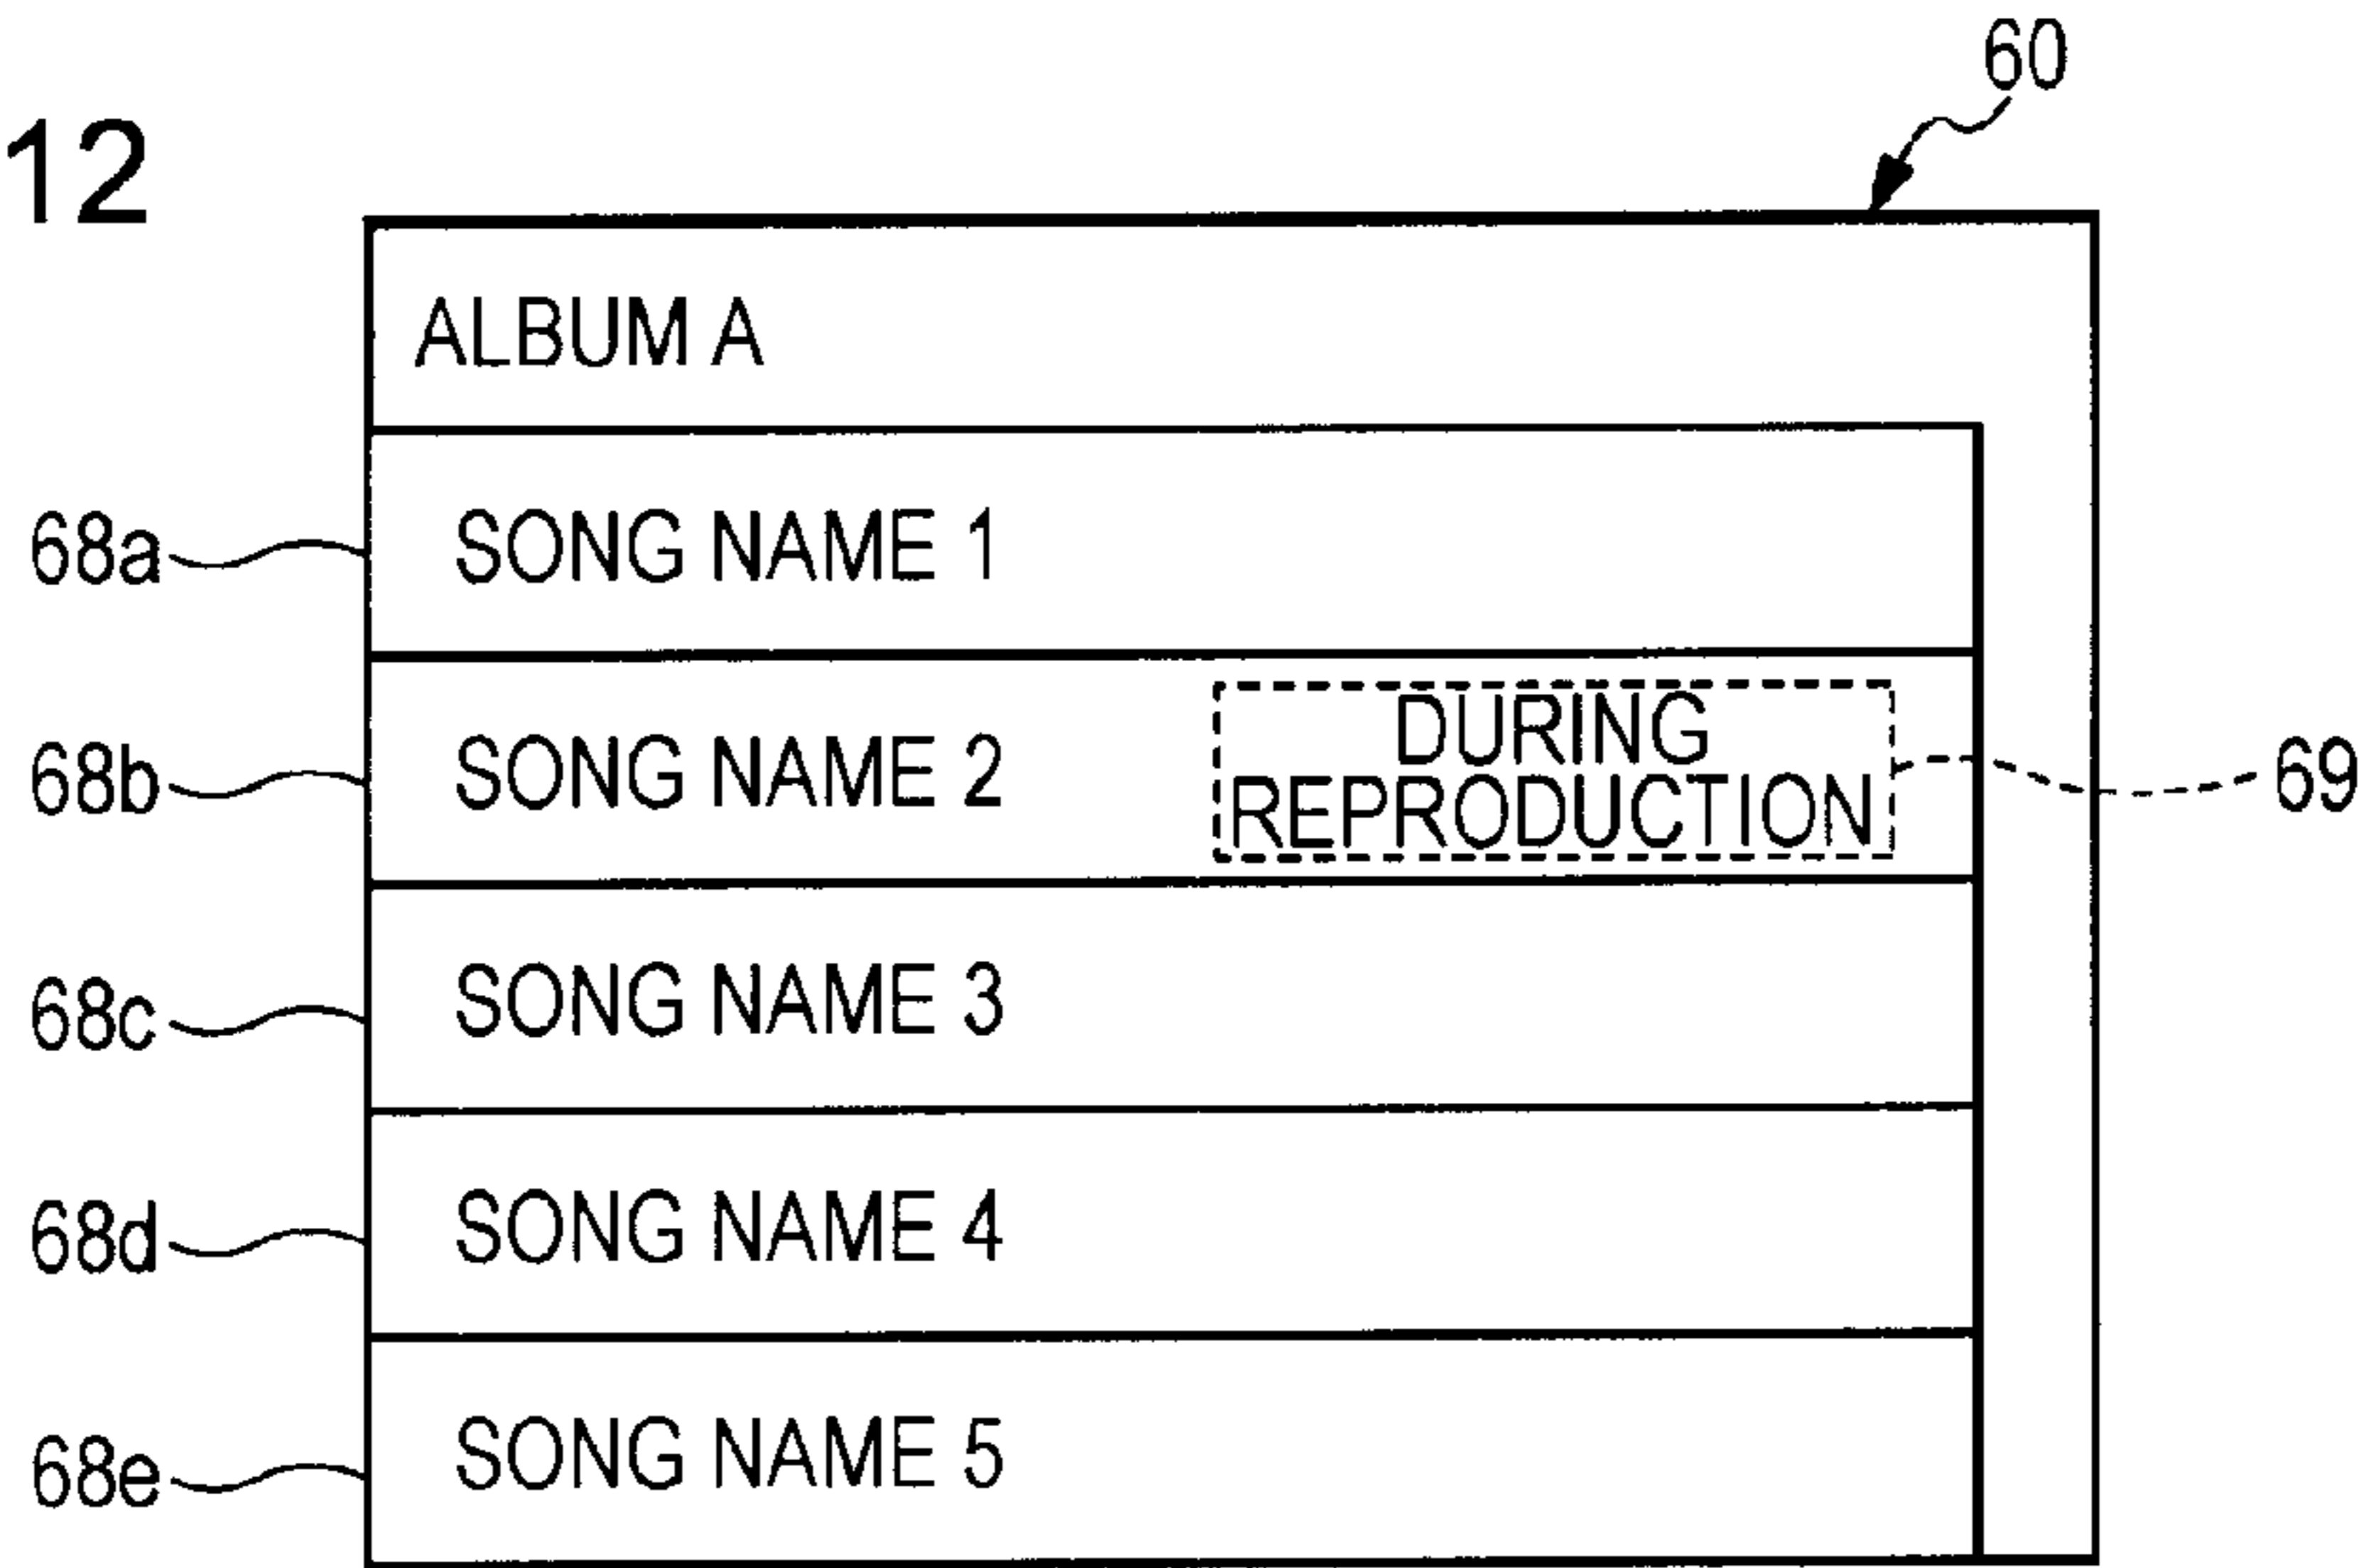 60
12
ALBUM A
68a SONG NAME 1
68b SONG NAME 2 DURING
REPRODUCTION 69
68c SONG NAME 3
68d SONG NAME 4
68e SONG NAME 5